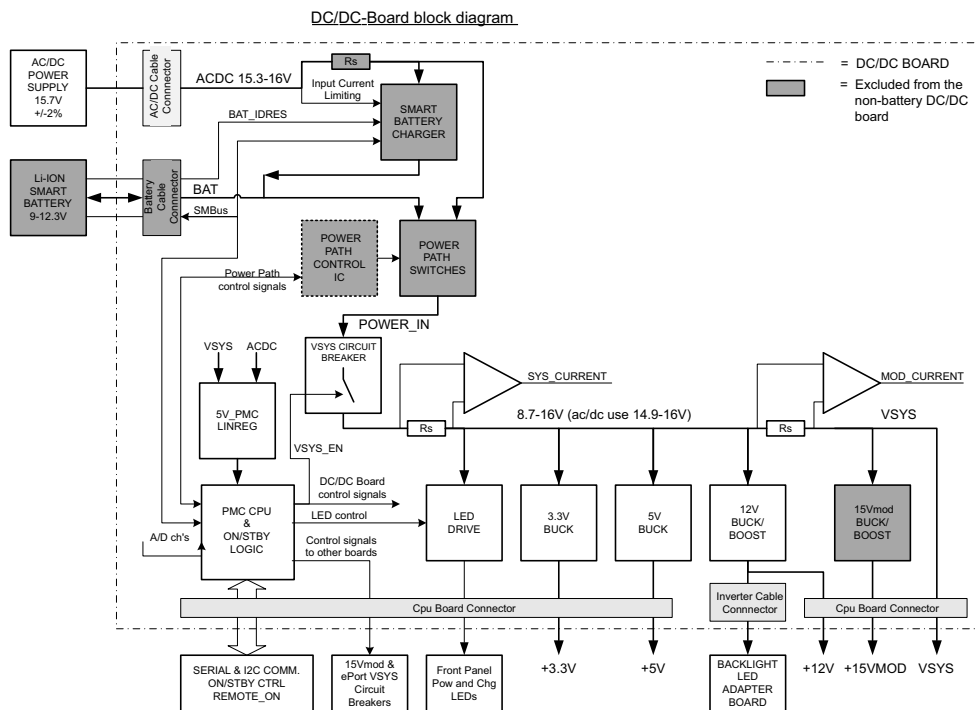 DC/DC-Board block diagram
AC/DC
POWER
SUPPLY
15.7V
+/-2%
AC/DC Cable
Connnector
ACDC 15.3-16V
Rs
Input Current
Limiting
SMART
BATTERY
CHARGER
= DC/DC BOARD
= Excluded from the
non-battery DC/DC
board
BAT_IDRES
Li-ION
SMART
BATTERY
9-12.3V
Battery
Cable
Connnector
BAT
SMBus
POWER
PATH
CONTROL
IC
POWER
PATH
SWITCHES
Power Path
control signals
POWER_IN
VSYS CIRCUIT
BREAKER
VSYS
ACDC
5V_PMC
LINREG
VSYS_EN
SYS_CURRENT
MOD_CURRENT
8.7-16V (ac/dc use 14.9-16V)
VSYS
Rs
Rs
PMC CPU
&
ON/STBY
LOGIC
A/D ch's
DC/DC Board
control signals
LED control
Control signals
to other boards
LED
DRIVE
3.3V
BUCK
5V
BUCK
12V
BUCK/
BOOST
15Vmod
BUCK/
BOOST
Cpu Board Connector
Inverter Cable
Connnector
Cpu Board Connector
SERIAL & I2C COMM.
ON/STBY CTRL
REMOTE_ON
15Vmod &
ePort VSYS
Circuit
Breakers
Front Panel
Pow and Chg
LEDs
+3.3V
+5V
BACKLIGHT
LED
ADAPTER
BOARD
+12V
+15VMOD
VSYS